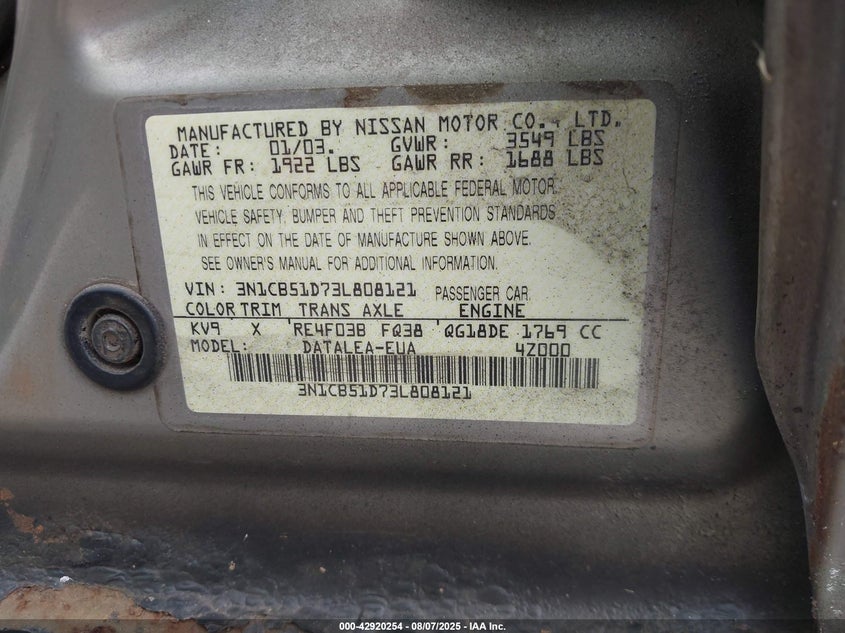 MANUFACTURED BY NISSAN MOTOR CO., LTD.
DATE: 01/03. GVWR: 3549 LBS
GAWR FR: 1922 LBS GAWR RR: 1688 LBS
THIS VEHICLE CONFORMS TO ALL APPLICABLE FEDERAL MOTOR
VEHICLE SAFETY, BUMPER AND THEFT PREVENTION STANDARDS
IN EFFECT ON THE DATE OF MANUFACTURE SHOWN ABOVE.
SEE OWNER'S MANUAL FOR ADDITIONAL INFORMATION.
VIN: 3N1CB51D73L808121 PASSENGER CAR
COLOR TRIM TRANS AXLE ENGINE
KV9 X RE4F03B FQ38 QG18DE 1769 CC
MODEL: DATALEA-EUA 4Z000
3N1CB51D73L808121
000-42920254 - 08/07/2025 - IAA Inc.